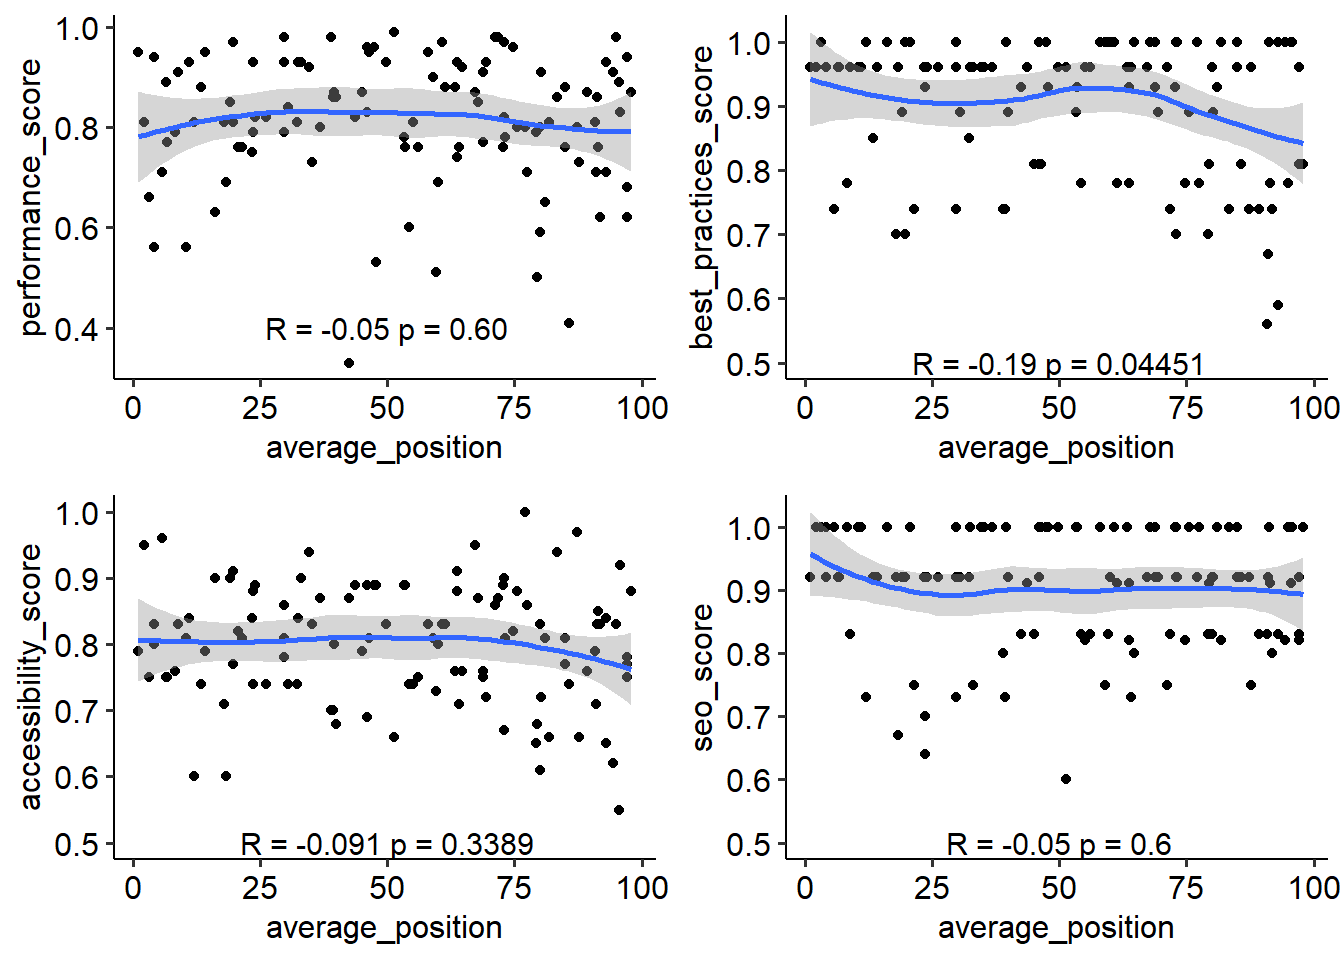 performance_score
1.0
0.8
0.6
0.4
R = -0.05 p = 0.60
0 25 50 75 100
average_position
best_practices_score
1.0
0.9
0.8
0.7
0.6
0.5
R = -0.19 p = 0.04451
0 25 50 75 100
average_position
accessibility_score
1.0
0.9
0.8
0.7
0.6
0.5
R = -0.091 p = 0.3389
0 25 50 75 100
average_position
seo_score
1.0
0.9
0.8
0.7
0.6
0.5
R = -0.05 p = 0.6
0 25 50 75 100
average_position